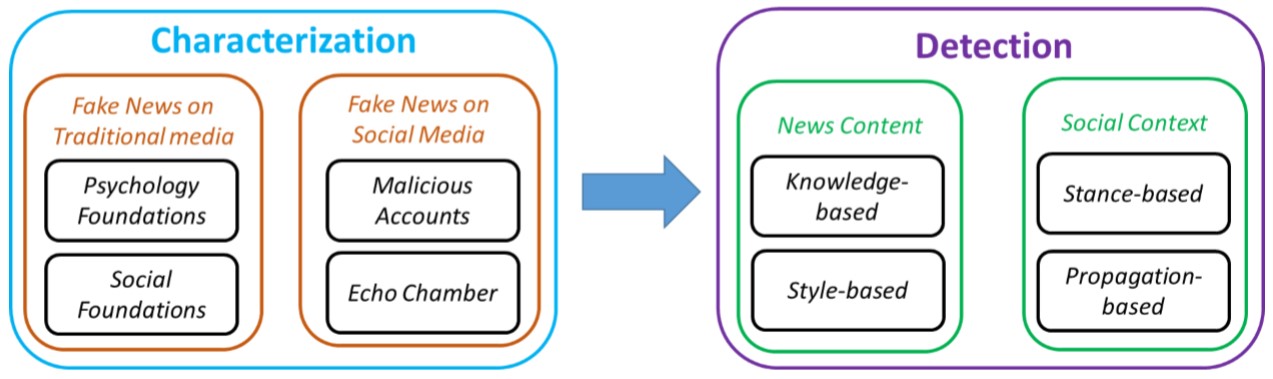 Characterization
Fake News on
Traditional media
Psychology
Foundations
Social
Foundations
Fake News on
Social Media
Malicious
Accounts
Echo Chamber
Detection
News Content
Knowledge-
based
Style-based
Social Context
Stance-based
Propagation-
based